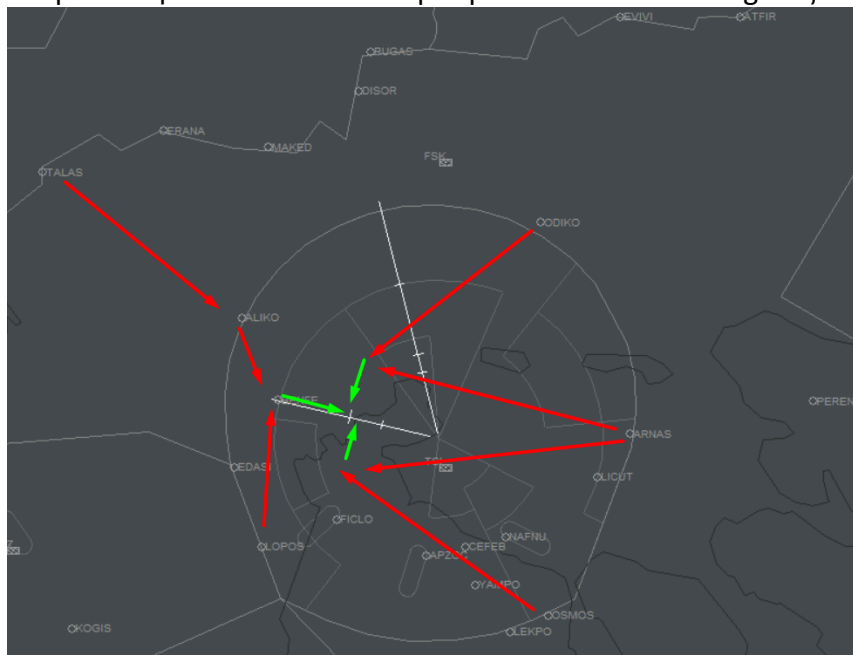 EVIVI
ATFIR
BUGAS
DISOR
ERANA
MAKED
FSK
TALAS
ODIKO
ALIKO
PEREN
ARNAS
EDASI
LICUT
FICLO
NAFNU
LOPOS
CEFEB
YAMPO
OSMOS
KOGIS
LEKPO